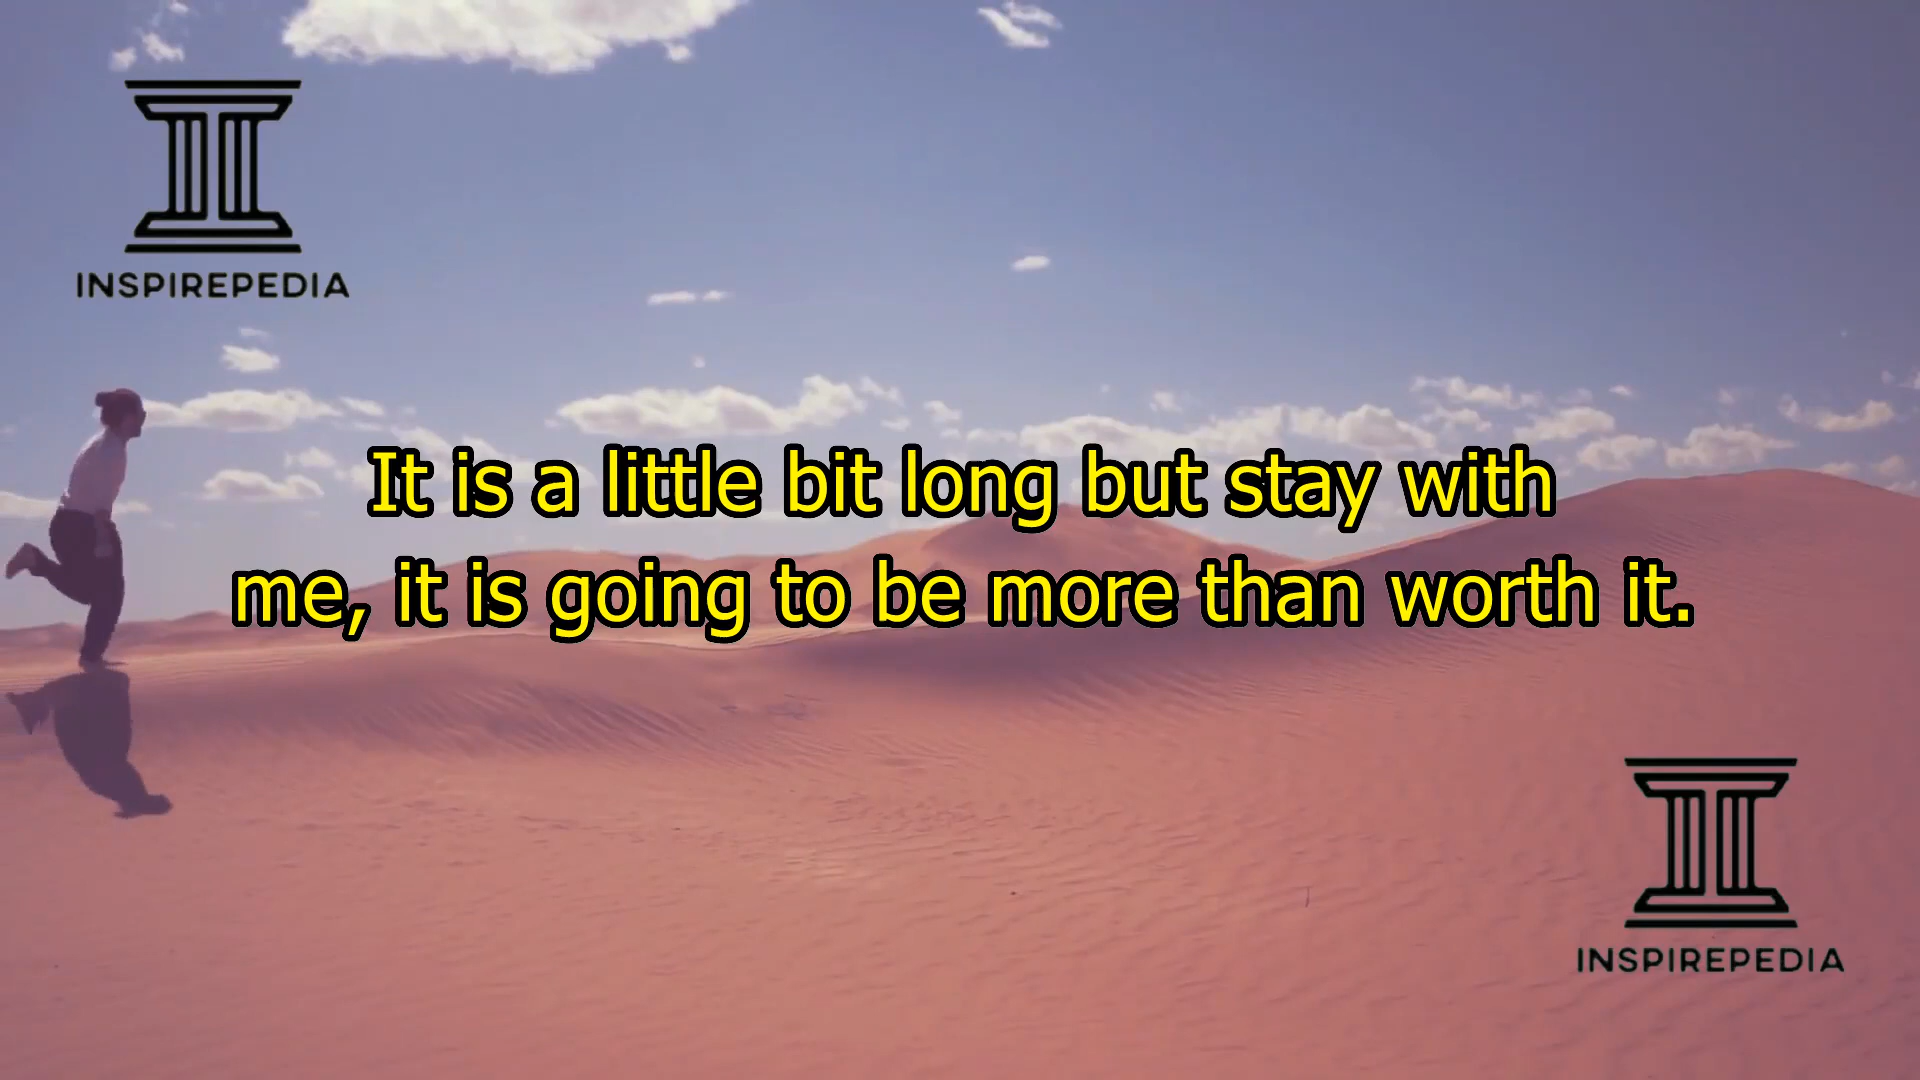 INSPIREPEDIA
It is a little bit long but stay with
me, it is going to be more than worth it.
INSPIREPEDIA